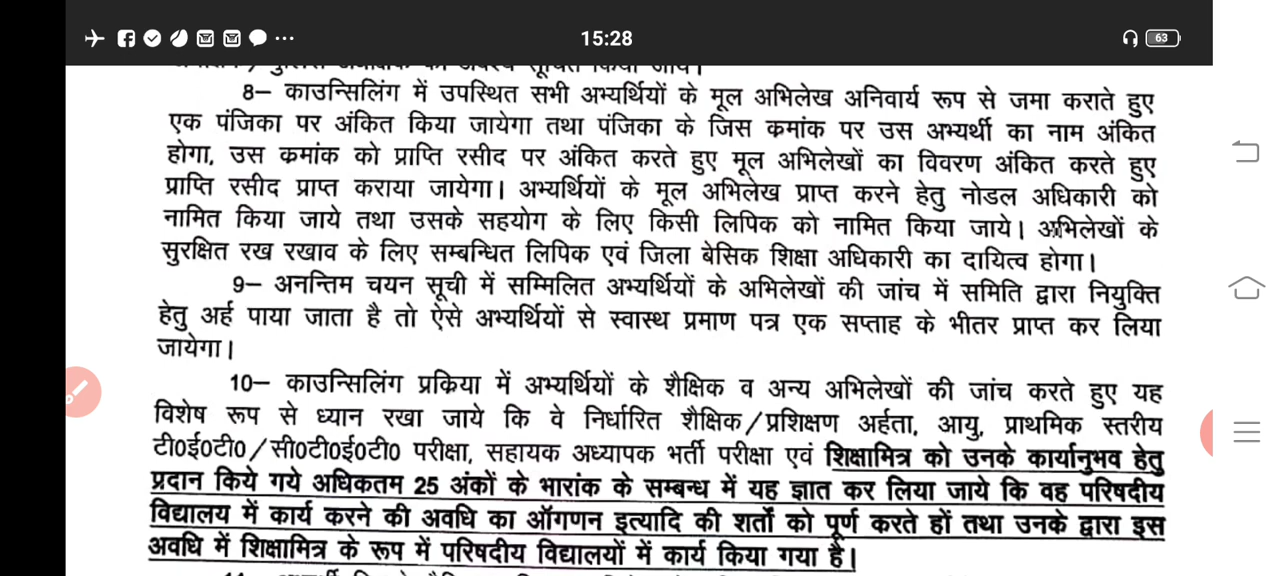 15:28
63
8– काउन्सिलिंग में उपस्थित सभी अभ्यर्थियों के मूल अभिलेख अनिवार्य रूप से जमा कराते हुए
एक पंजिका पर अंकित किया जायेगा तथा पंजिका के जिस क्रमांक पर उस अभ्यर्थी का नाम अंकित
होगा, उस क्रमांक को प्राप्ति रसीद पर अंकित करते हुए मूल अभिलेखों का विवरण अंकित करते हुए
प्राप्ति रसीद प्राप्त कराया जायेगा। अभ्यर्थियों के मूल अभिलेख प्राप्त करने हेतु नोडल अधिकारी को
नामित किया जाये तथा उसके सहयोग के लिए किसी लिपिक को नामित किया जाये। अभिलेखों के
सुरक्षित रख रखाव के लिए सम्बन्धित लिपिक एवं जिला बेसिक शिक्षा अधिकारी का दायित्व होगा।
9– अनन्तिम चयन सूची में सम्मिलित अभ्यर्थियों के अभिलेखों की जांच में समिति द्वारा नियुक्ति
हेतु अर्ह पाया जाता है तो ऐसे अभ्यर्थियों से स्वास्थ प्रमाण पत्र एक सप्ताह के भीतर प्राप्त कर लिया
जायेगा।
10– काउन्सिलिंग प्रक्रिया में अभ्यर्थियों के शैक्षिक व अन्य अभिलेखों की जांच करते हुए यह
विशेष रूप से ध्यान रखा जाये कि वे निर्धारित शैक्षिक/प्रशिक्षण अर्हता, आयु, प्राथमिक स्तरीय
टी0ई0टी0/सी0टी0ई0टी0 परीक्षा, सहायक अध्यापक भर्ती परीक्षा एवं शिक्षामित्र को उनके कार्यानुभव हेतु
प्रदान किये गये अधिकतम 25 अंकों के भारांक के सम्बन्ध में यह ज्ञात कर लिया जाये कि वह परिषदीय
विद्यालय में कार्य करने की अवधि का ऑगणन इत्यादि की शर्तो को पूर्ण करते हों तथा उनके द्वारा इस
अवधि में शिक्षामित्र के रूप में परिषदीय विद्यालयों में कार्य किया गया है।